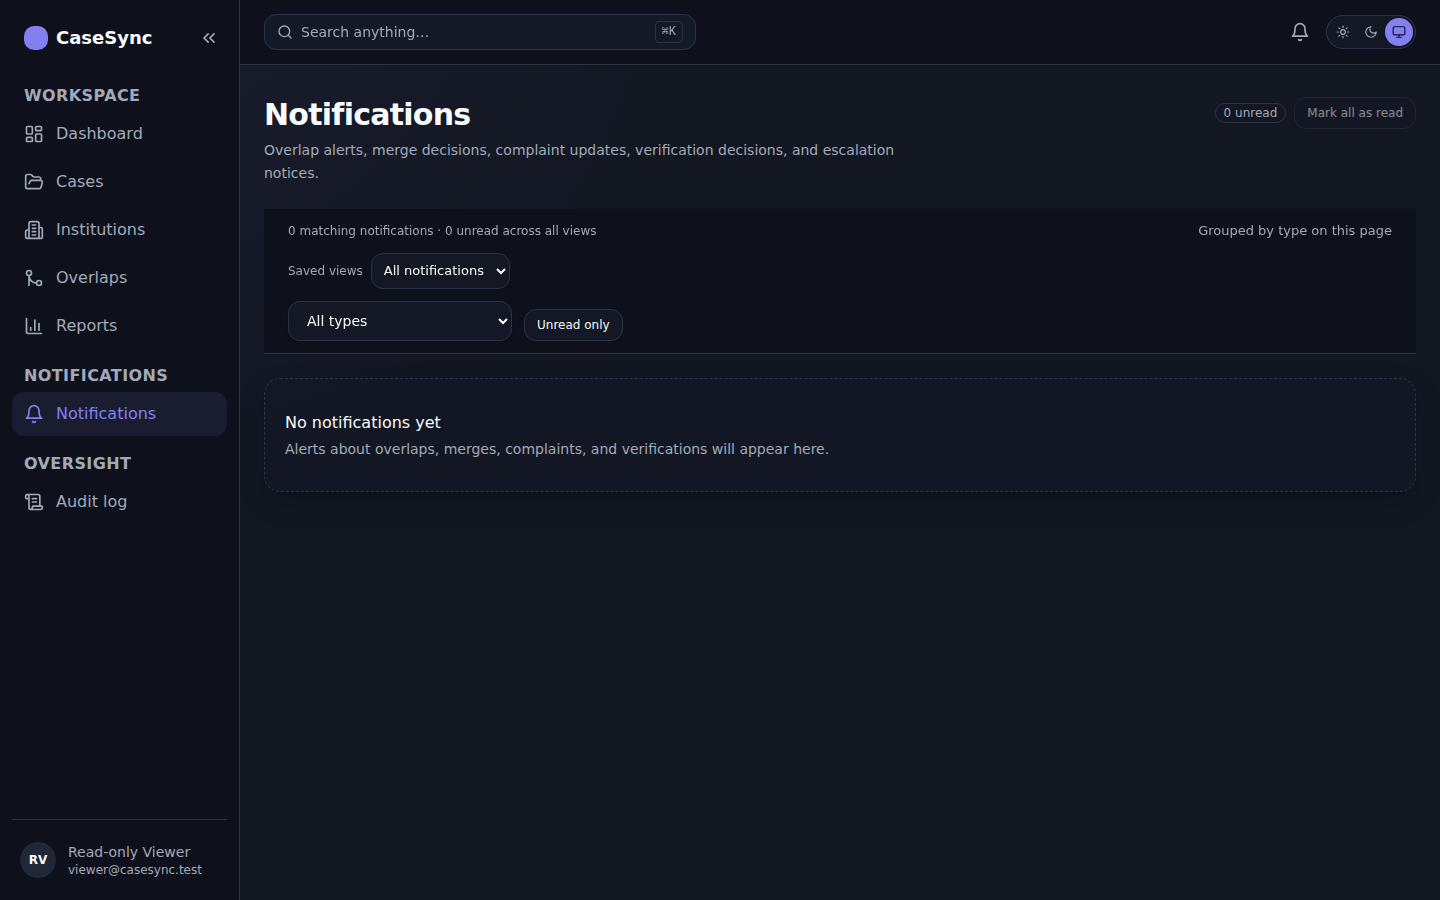 CaseSync
WORKSPACE
Dashboard
Cases
Institutions
Overlaps
Reports
NOTIFICATIONS
Notifications
OVERSIGHT
Audit log
RV
Read-only Viewer
viewer@casesync.test
Search anything...
⌘K
Notifications
0 unread
Mark all as read
Overlap alerts, merge decisions, complaint updates, verification decisions, and escalation
notices.
0 matching notifications · 0 unread across all views
Grouped by type on this page
Saved views
All notifications
All types
Unread only
No notifications yet
Alerts about overlaps, merges, complaints, and verifications will appear here.